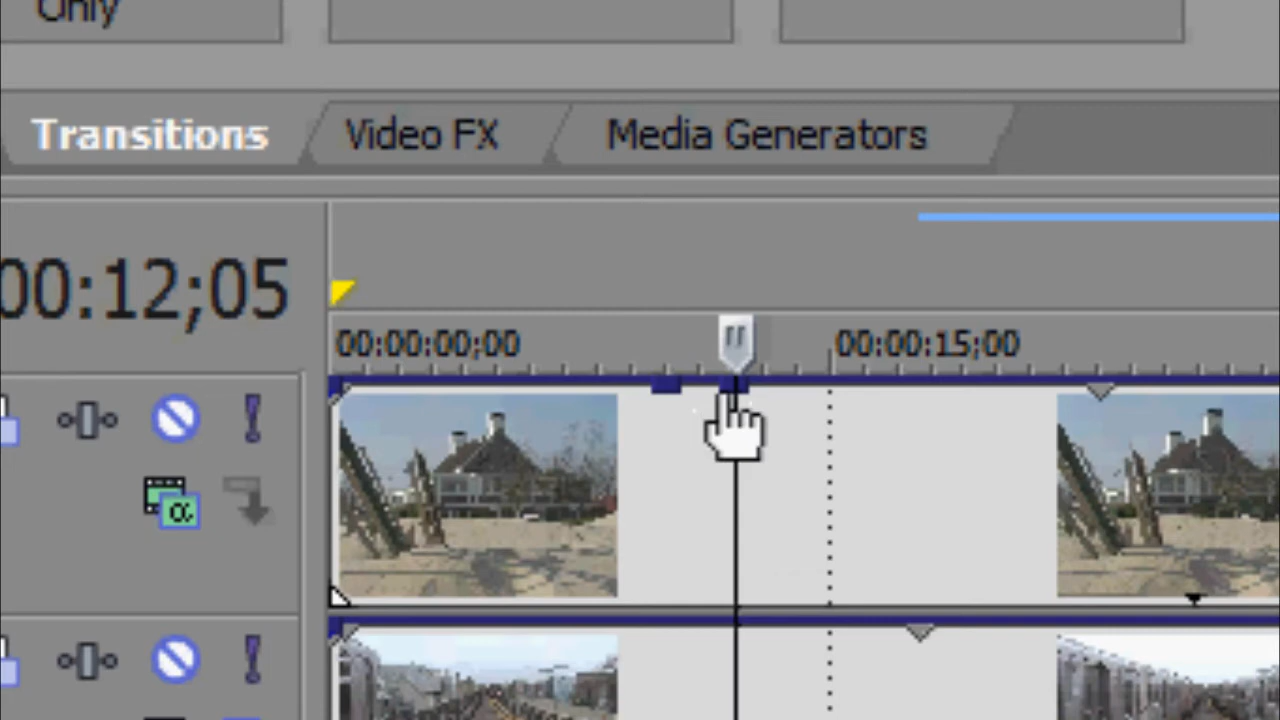 Only
Transitions Video FX Media Generators
00:12;05
00:00:00;00 00:00:15;00
α